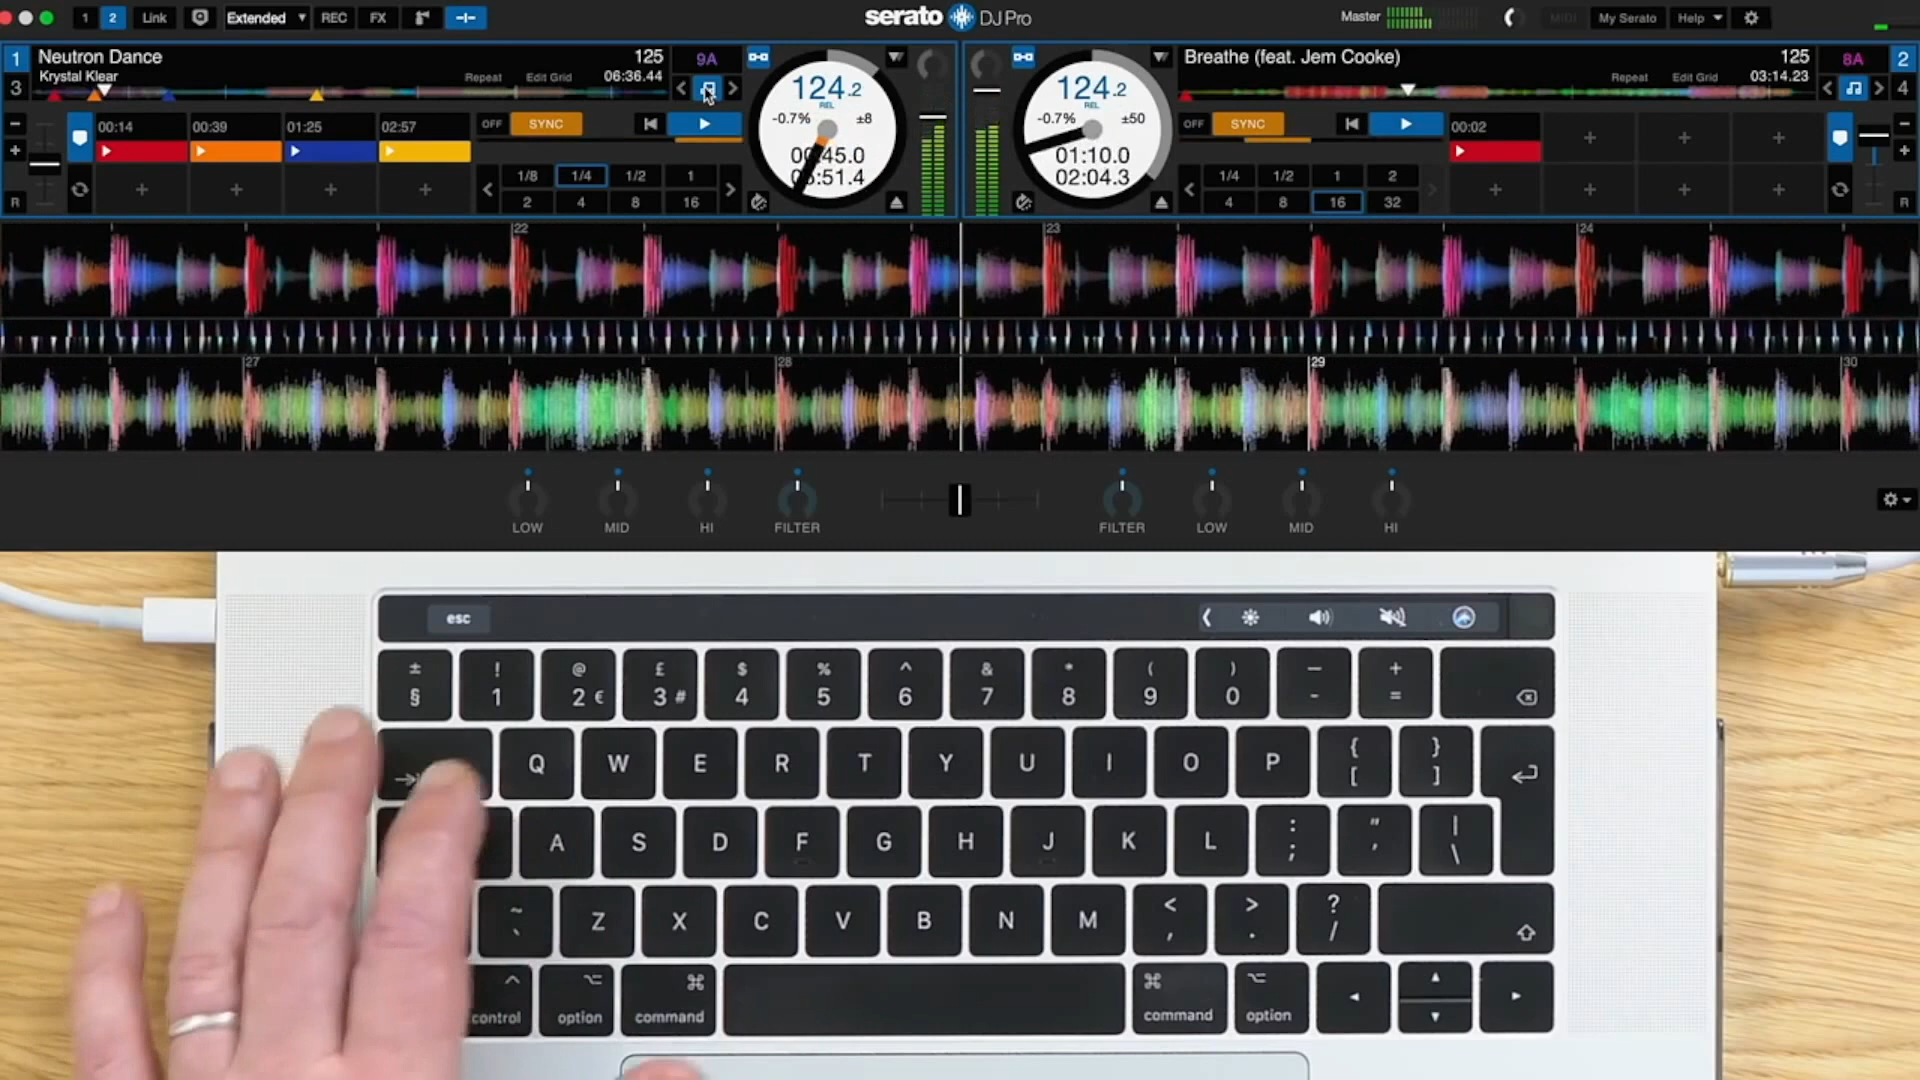 1 2 Link Extended REC FX serato DJ Pro Master MIDI My Serato Help
1 Neutron Dance 125 9A
Krystal Klear Repeat Edit Grid 06:36.44
3
00:14 00:39 01:25 02:57 OFF SYNC
1/8 1/4 1/2 1
2 4 8 16
R
124.2
REL
-0.7% ±8
00:45.0
:51.4
Breathe (feat. Jem Cooke) 125 8A 2
Repeat Edit Grid 03:14.23 4
124.2
REL
-0.7% ±50
01:10.0
02:04.3
OFF SYNC 00:02
1/4 1/2 1 2
4 8 16 32
R
22 23 24
27 28 29 30
LOW MID HI FILTER FILTER LOW MID HI
esc
± ! @ £ $ % ^ & * ( ) — +
§ 1 2 € 3 # 4 5 6 7 8 9 0 - =
Q W E R T Y U I O P { [ } ]
A S D F G H J K L : ; " ' | \
~ ` Z X C V B N M < , > . ? /
control option command command option